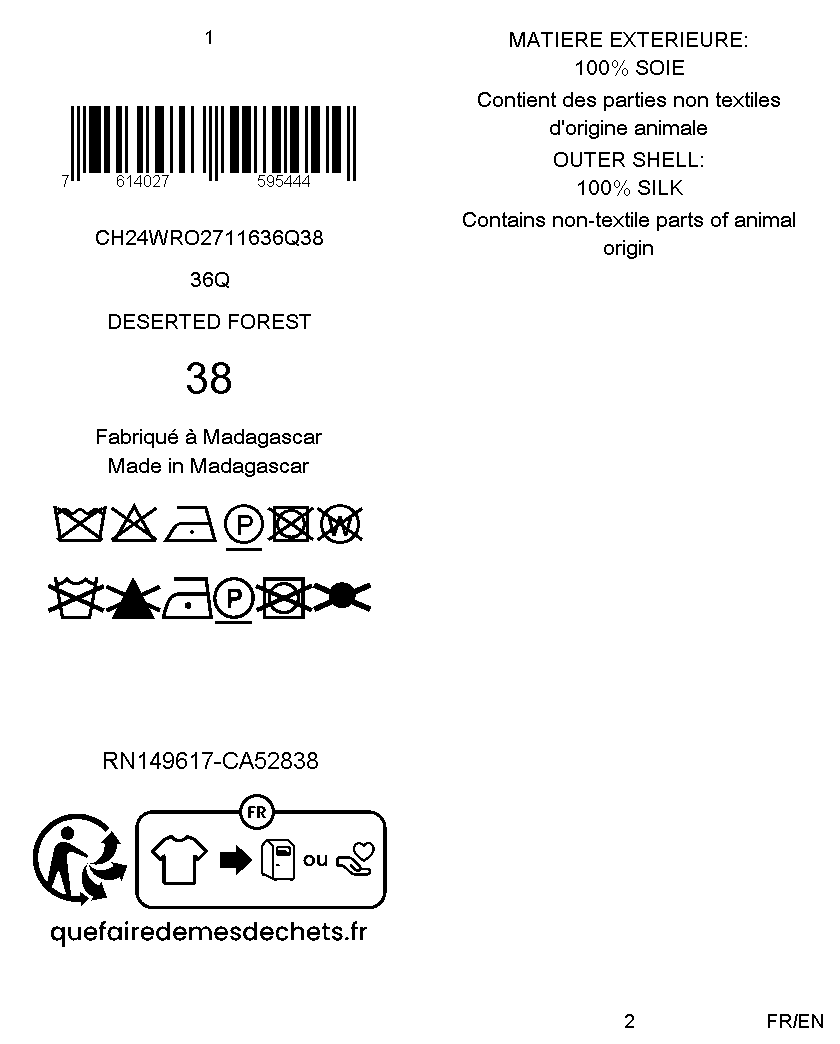 1
7 614027 595444
CH24WRO2711636Q38
36Q
DESERTED FOREST
38
Fabriqué à Madagascar
Made in Madagascar
P W
P
RN149617-CA52838
FR
ou
quefairedemesdechets.fr
MATIERE EXTERIEURE:
100% SOIE
Contient des parties non textiles
d'origine animale
OUTER SHELL:
100% SILK
Contains non-textile parts of animal
origin
2
FR/EN